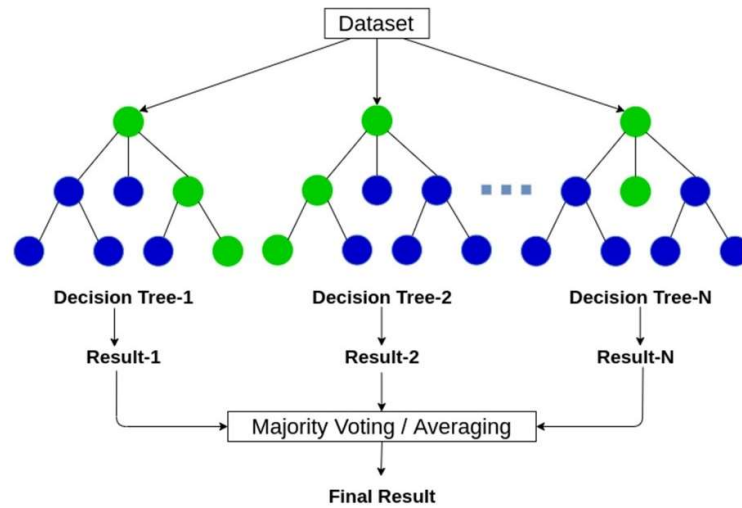 Dataset
Decision Tree-1
Decision Tree-2
Decision Tree-N
Result-1
Result-2
Result-N
Majority Voting / Averaging
Final Result